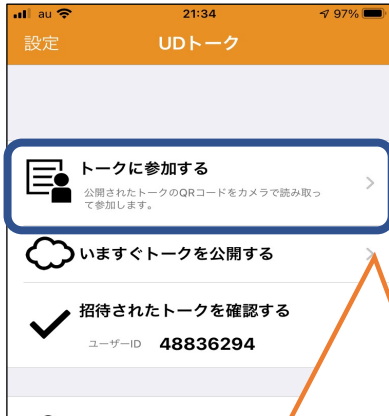 au 21:34 97%
設定 UDトーク
トークに参加する
公開されたトークのQRコードをカメラで読み取っ
て参加します。
いますぐトークを公開する
招待されたトークを確認する
ユーザーID 48836294